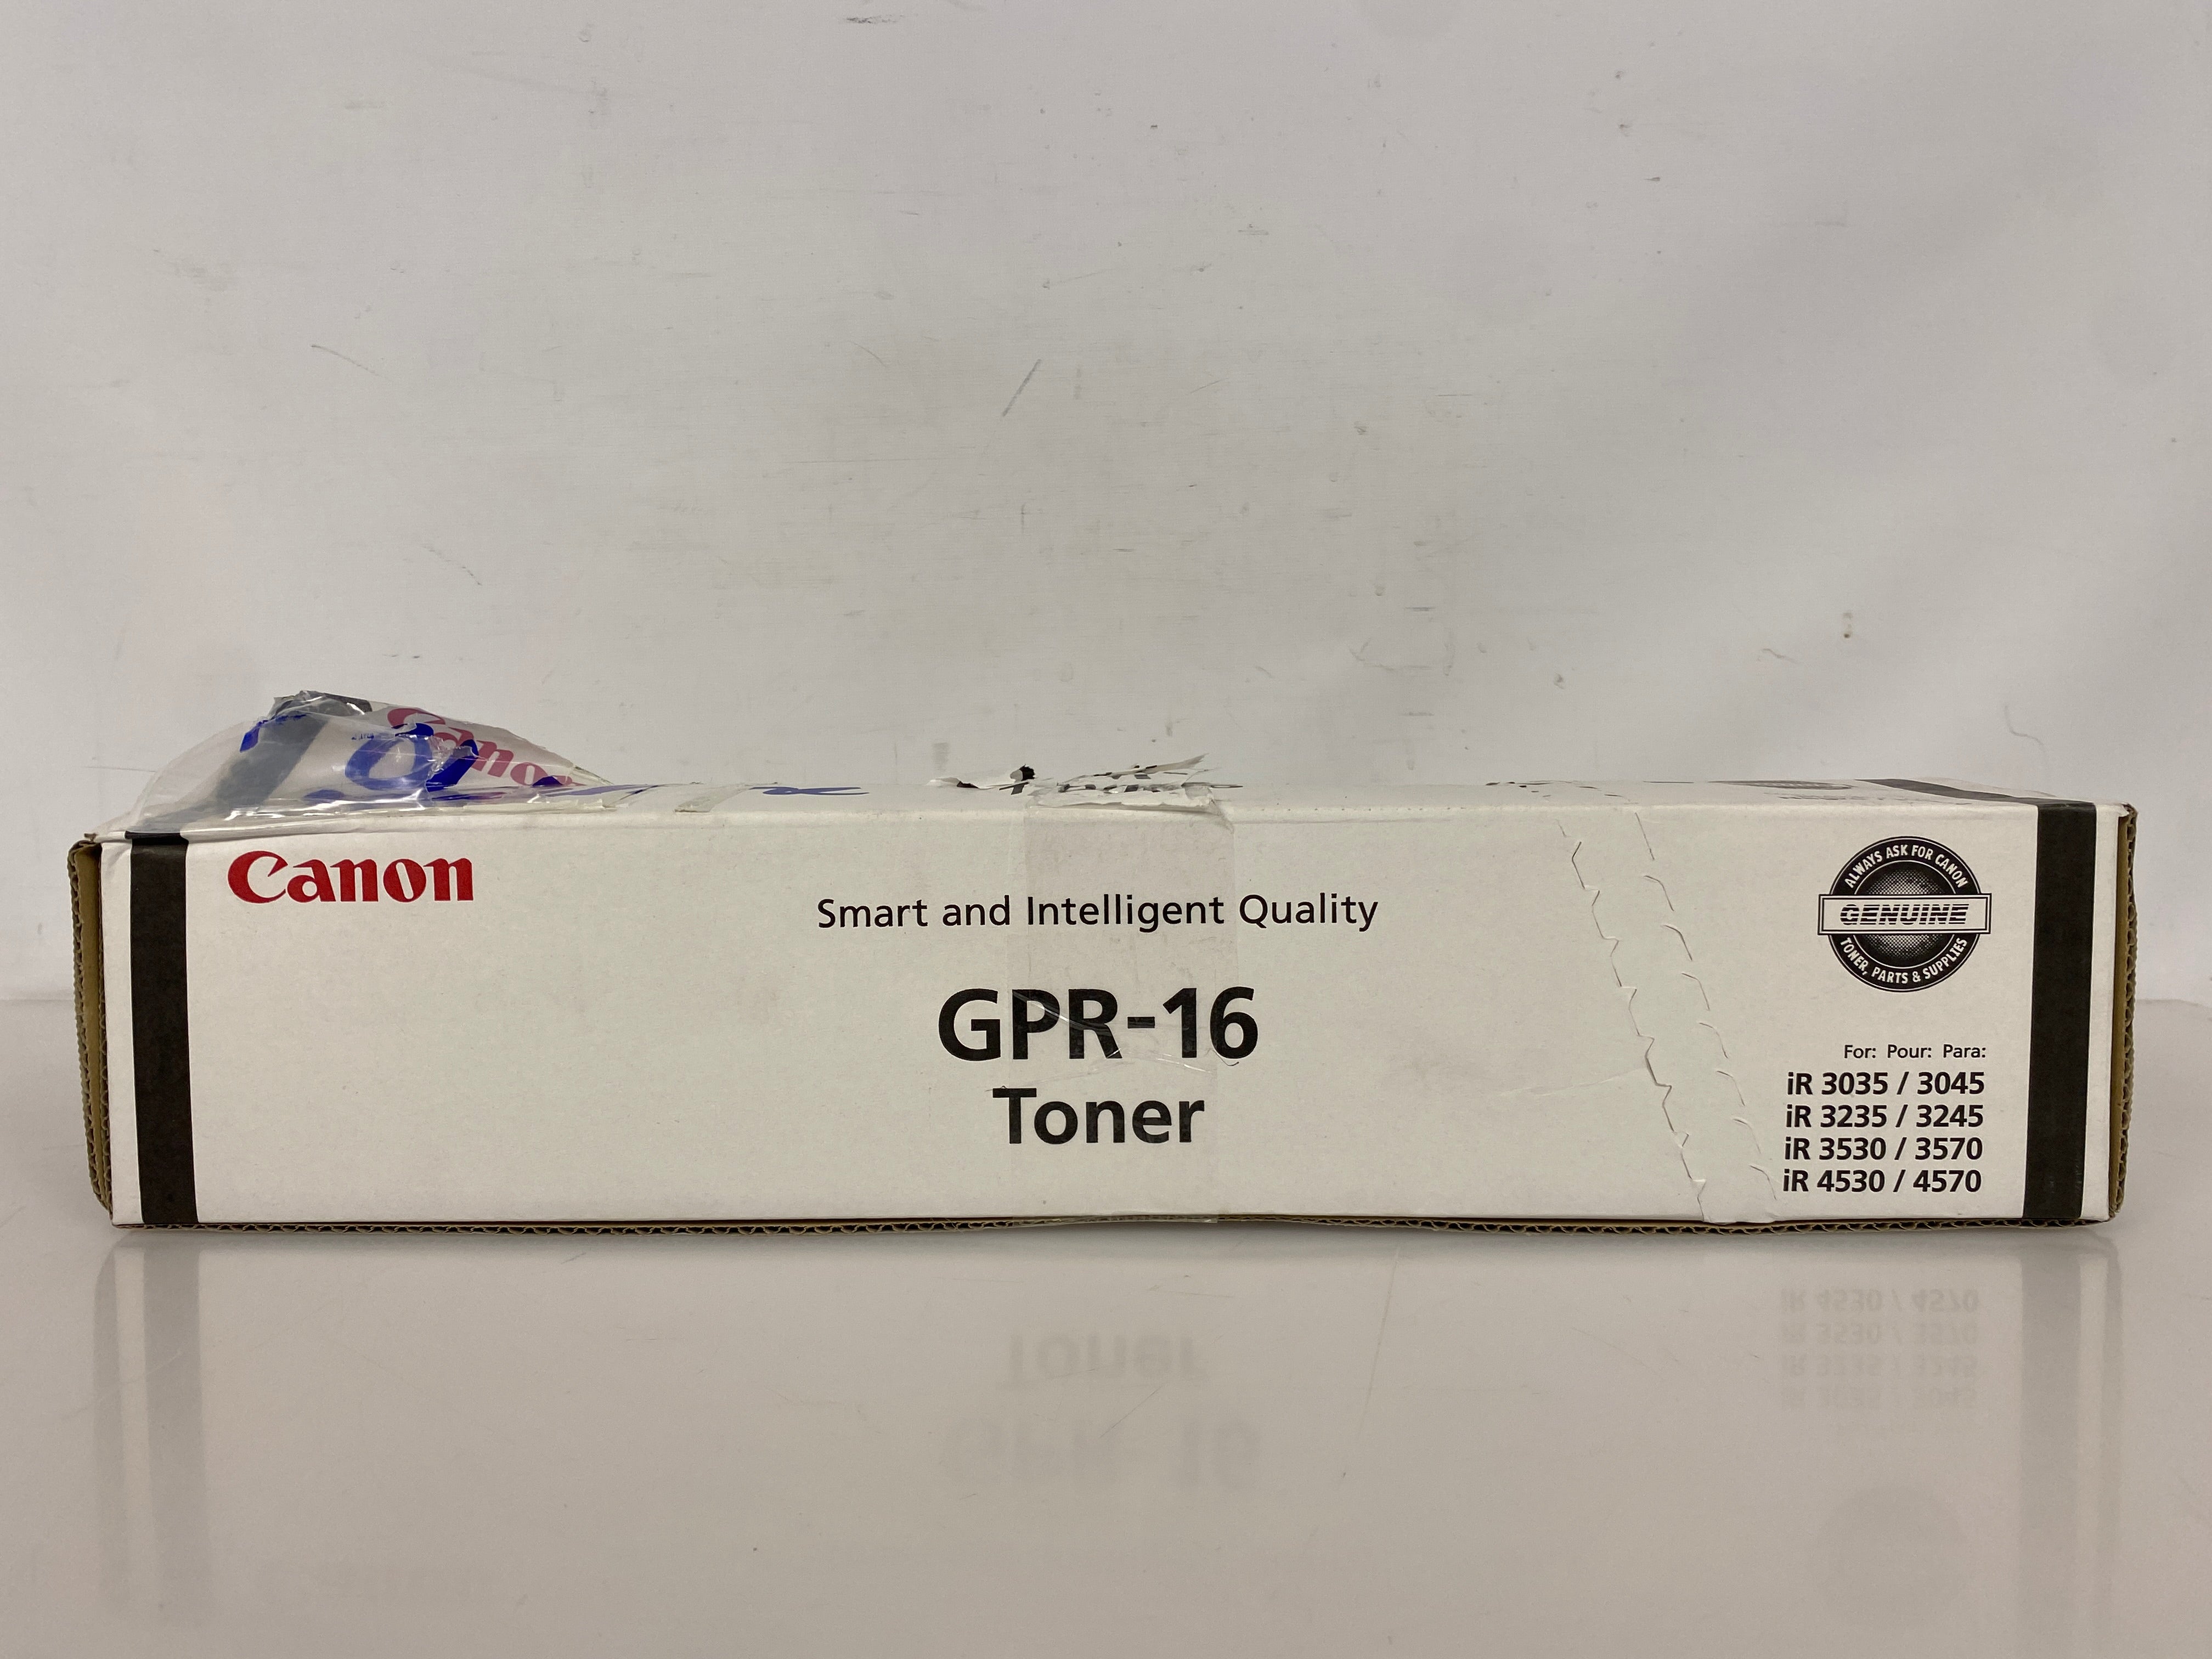 Canon
Canon
Smart and Intelligent Quality
GPR-16
Toner
ALWAYS ASK FOR CANON
GENUINE
TONER, PARTS & SUPPLIES
For: Pour: Para:
iR 3035 / 3045
iR 3235 / 3245
iR 3530 / 3570
iR 4530 / 4570